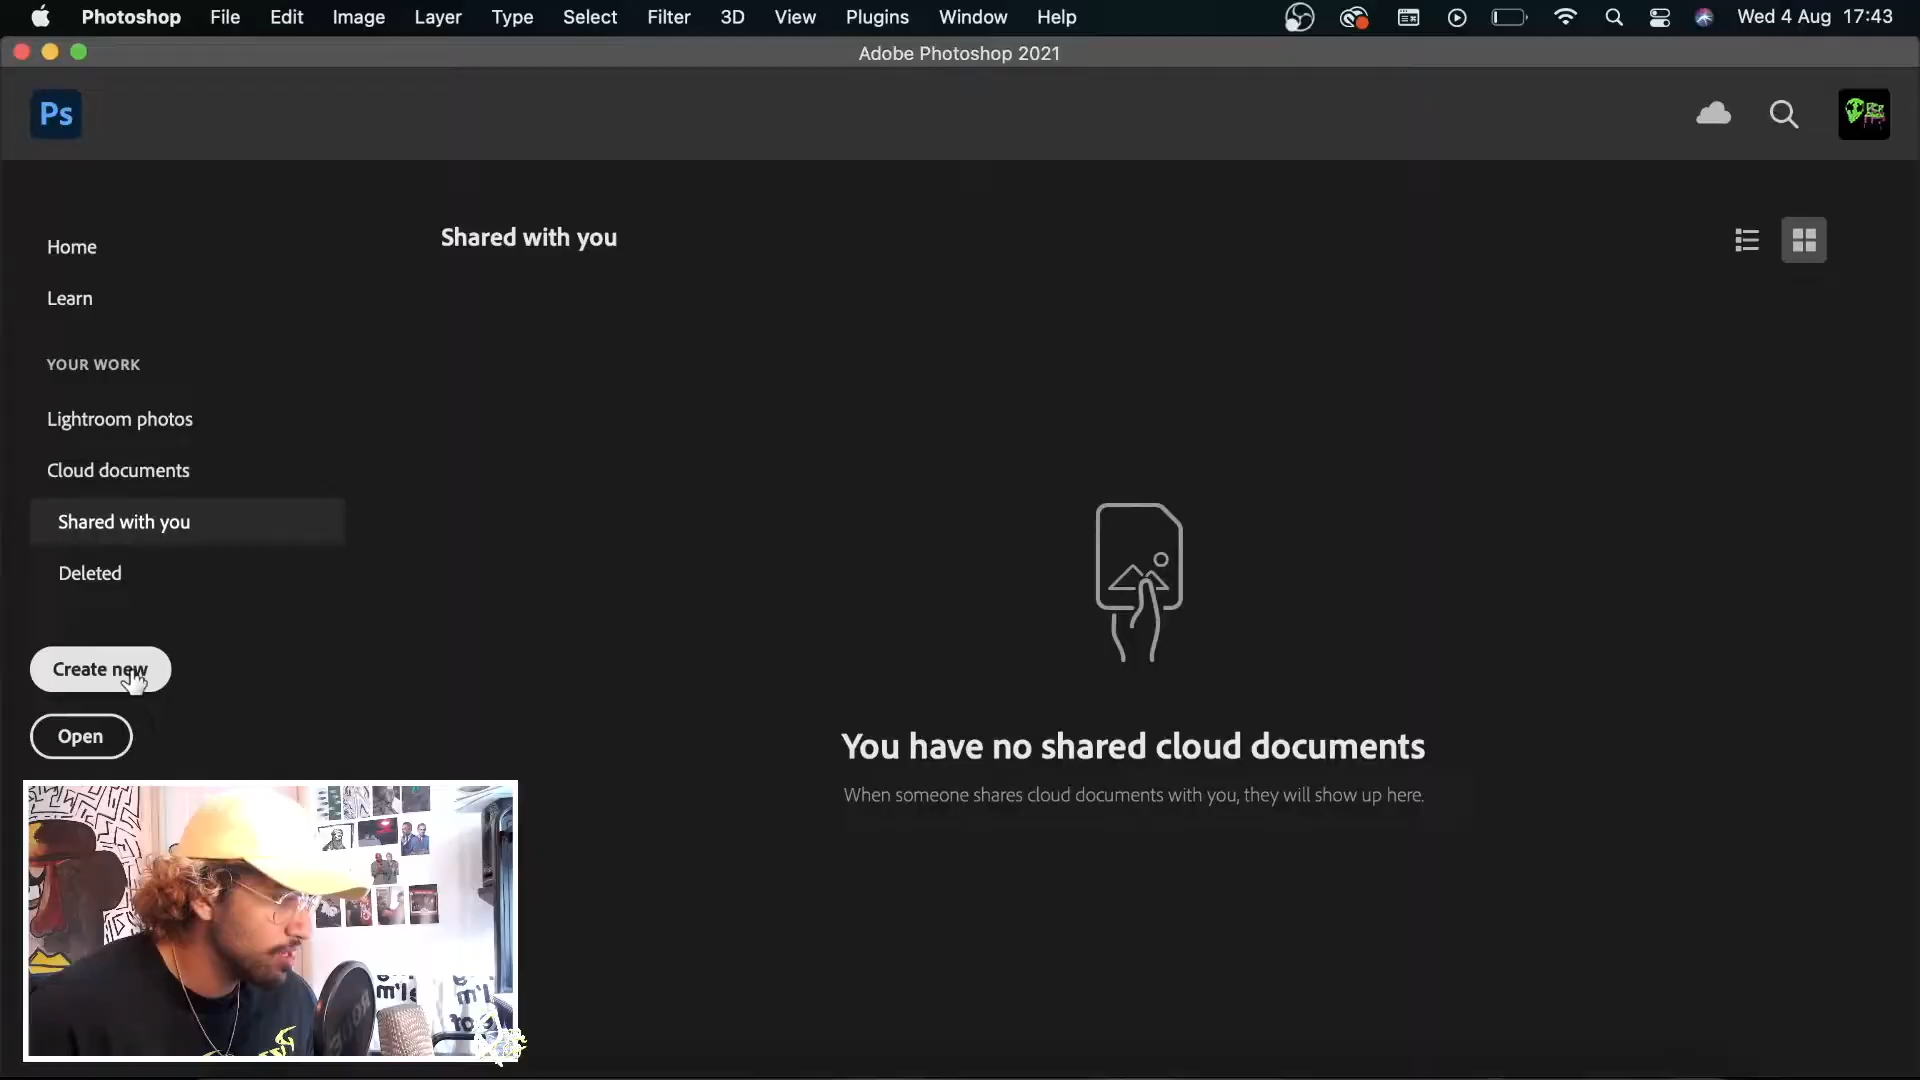 Photoshop File Edit Image Layer Type Select Filter 3D View Plugins Window Help Wed 4 Aug 17:43
Adobe Photoshop 2021
Ps
Home
Learn
YOUR WORK
Lightroom photos
Cloud documents
Shared with you
Deleted
Create new
Open
Shared with you
You have no shared cloud documents
When someone shares cloud documents with you, they will show up here.